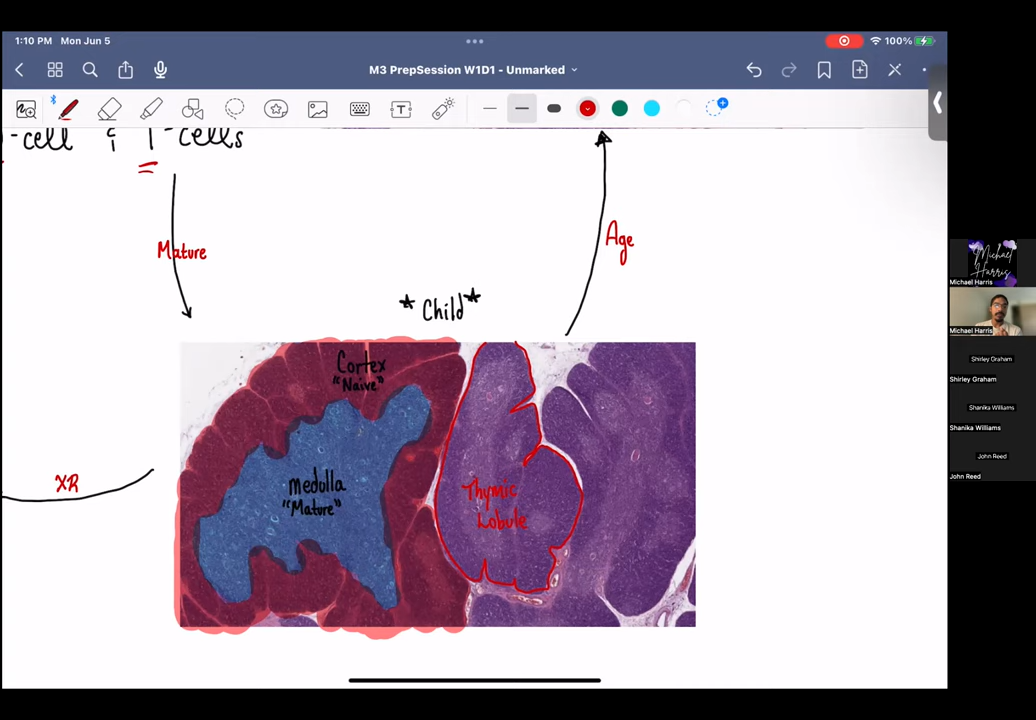 1:10 PM Mon Jun 5
100%
M3 PrepSession W1D1 - Unmarked
-cell & T-cells
Mature
Age
*Child*
Cortex
"Naive"
Medulla
"Mature"
Thymic
Lobule
XR
Michael
Harris
Michael Harris
Michael Harris
Shirley Graham
Shirley Graham
Shanika Williams
Shanika Williams
John Reed
John Reed